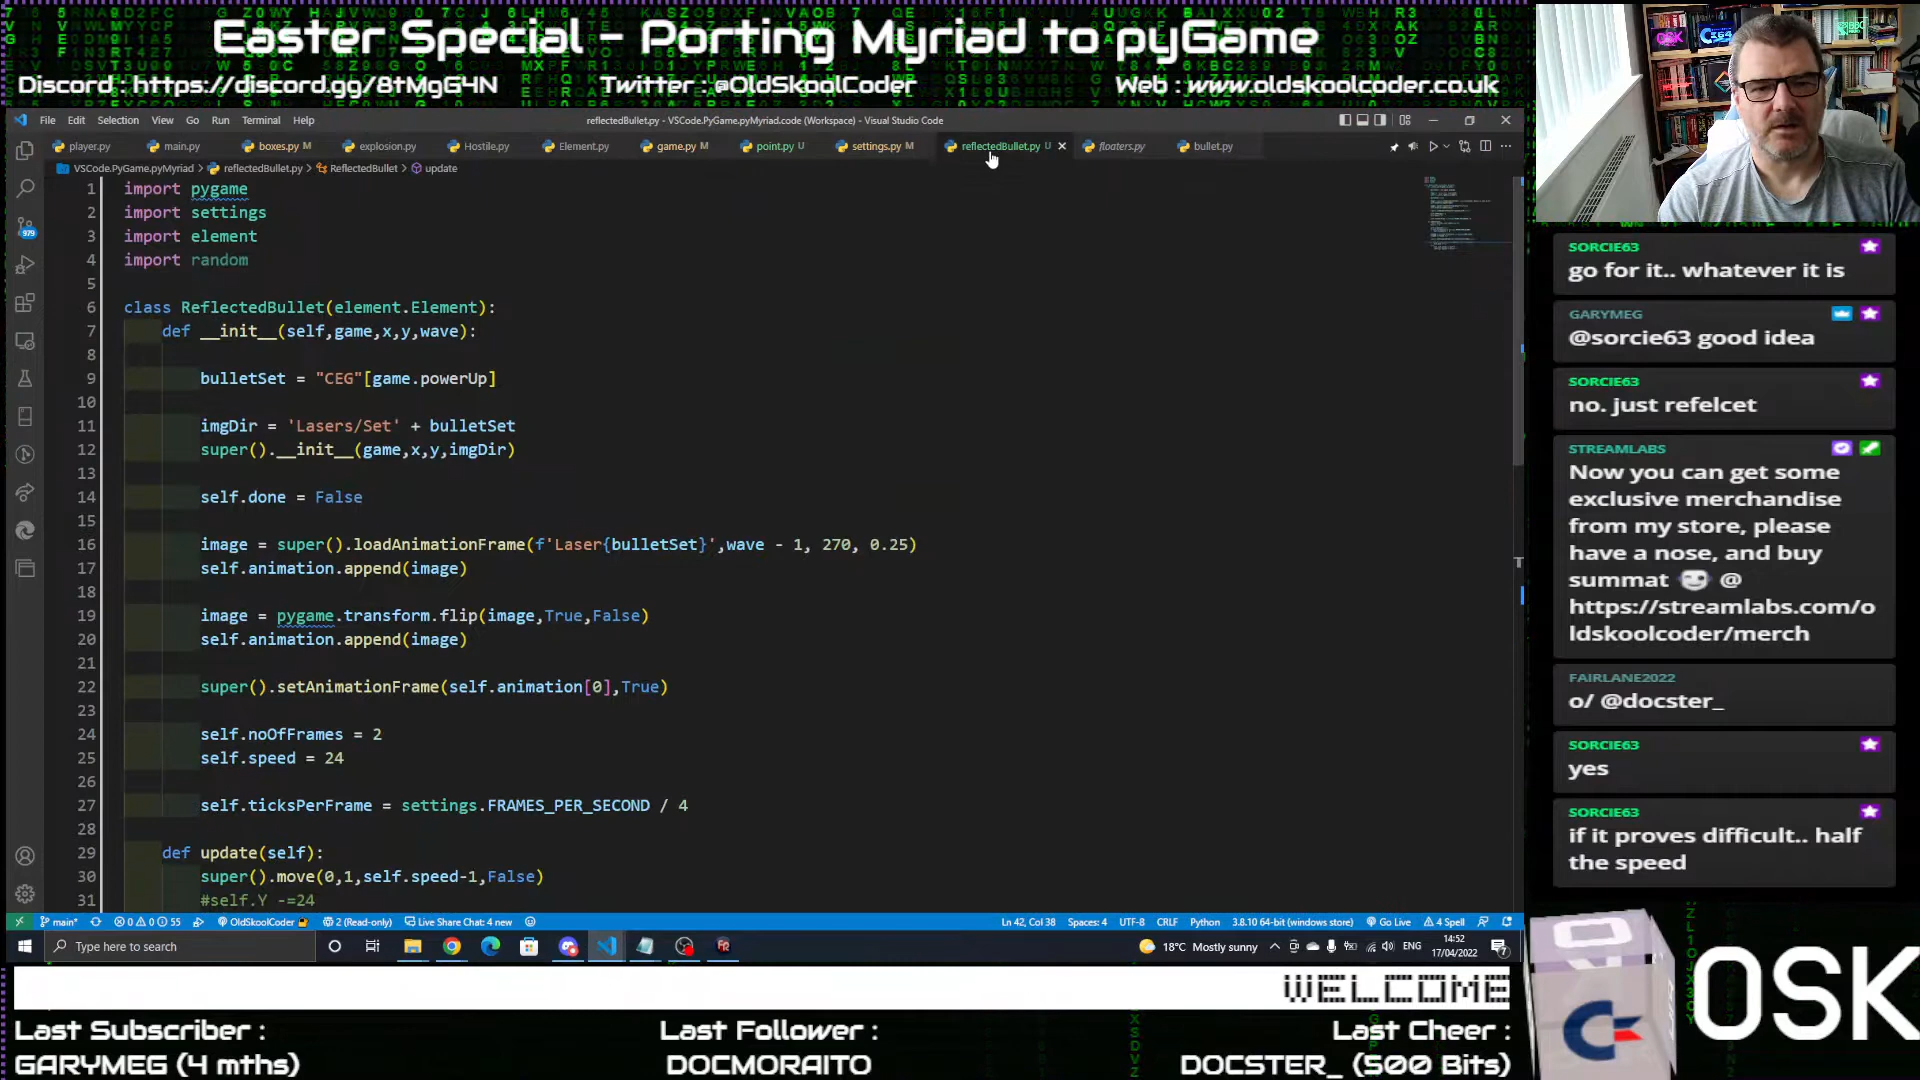 Easter Special - Porting Myriad to pyGame
Discord : https://discord.gg/8tMgG4N Twitter : @OldSkoolCoder Web : www.oldskoolcoder.co.uk
File Edit Selection View Go Run Terminal Help reflectedBullet.py - VSCode.PyGame.pyMyriad.code (Workspace) - Visual Studio Code
player.py main.py boxes.py M explosion.py Hostile.py Element.py game.py M point.py U settings.py M reflectedBullet.py U floaters.py bullet.py
VSCode.PyGame.pyMyriad > reflectedBullet.py > ReflectedBullet > update
1 import pygame
2 import settings
3 import element
4 import random
5
6 class ReflectedBullet(element.Element):
7 def __init__(self,game,x,y,wave):
8
9 bulletSet = "CEG"[game.powerUp]
10
11 imgDir = 'Lasers/Set' + bulletSet
12 super().__init__(game,x,y,imgDir)
13
14 self.done = False
15
16 image = super().loadAnimationFrame(f'Laser{bulletSet}',wave - 1, 270, 0.25)
17 self.animation.append(image)
18
19 image = pygame.transform.flip(image,True,False)
20 self.animation.append(image)
21
22 super().setAnimationFrame(self.animation[0],True)
23
24 self.noOfFrames = 2
25 self.speed = 24
26
27 self.ticksPerFrame = settings.FRAMES_PER_SECOND / 4
28
29 def update(self):
30 super().move(0,1,self.speed-1,False)
31 #self.Y -=24
979
main* 0 0 55 OldSkoolCoder 2 (Read-only) Live Share Chat: 4 new Ln 42, Col 38 Spaces: 4 UTF-8 CRLF Python 3.8.10 64-bit (windows store) Go Live 4 Spell
Type here to search 18°C Mostly sunny ENG 14:52 17/04/2022 7
SORCIE63
go for it.. whatever it is
GARYMEG
@sorcie63 good idea
SORCIE63
no. just refelcet
STREAMLABS
Now you can get some
exclusive merchandise
from my store, please
have a nose, and buy
summat @
https://streamlabs.com/o
ldskoolcoder/merch
FAIRLANE2022
o/ @docster_
SORCIE63
yes
SORCIE63
if it proves difficult.. half
the speed
WELCOME
Last Subscriber : Last Follower : Last Cheer :
GARYMEG (4 mths) DOCMORAITO DOCSTER_ (500 Bits)
OSK